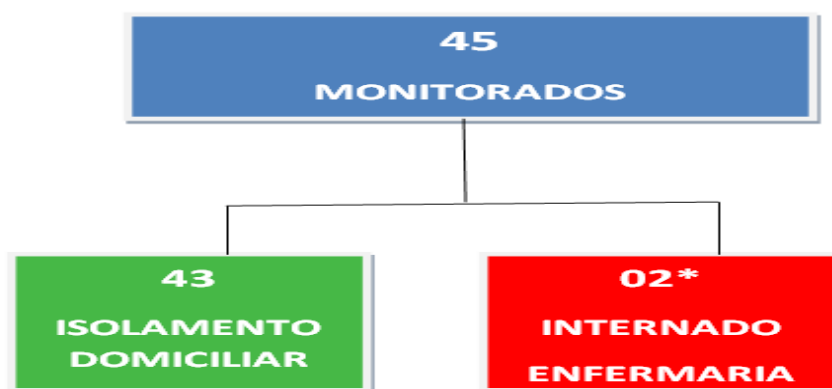 45
MONITORADOS
43
ISOLAMENTO
DOMICILIAR
02*
INTERNADO
ENFERMARIA